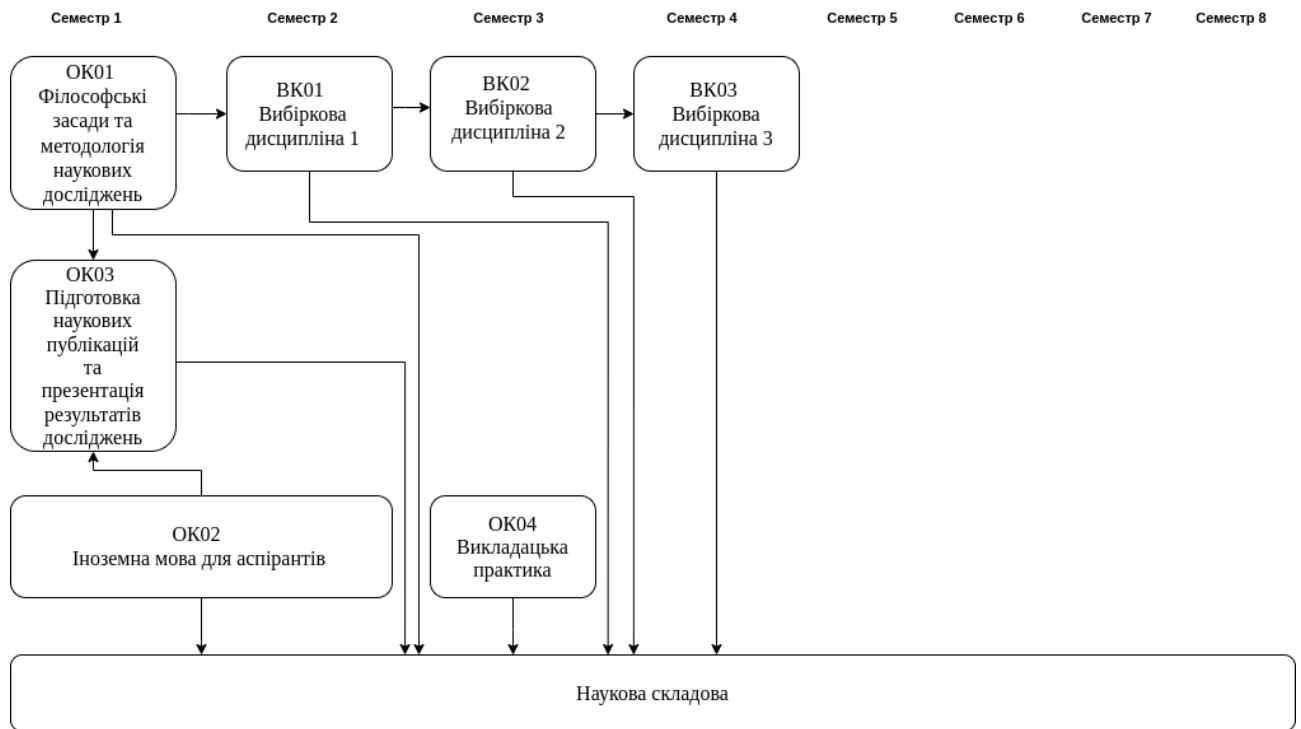 Семестр 1 Семестр 2 Семестр 3 Семестр 4 Семестр 5 Семестр 6 Семестр 7 Семестр 8
ОК01
Філософські
засади та
методологія
наукових
досліджень
ВК01
Вибіркова
дисципліна 1
ВК02
Вибіркова
дисципліна 2
ВК03
Вибіркова
дисципліна 3
ОК03
Підготовка
наукових
публікацій
та
презентація
результатів
досліджень
ОК02
Іноземна мова для аспірантів
ОК04
Викладацька
практика
Наукова складова